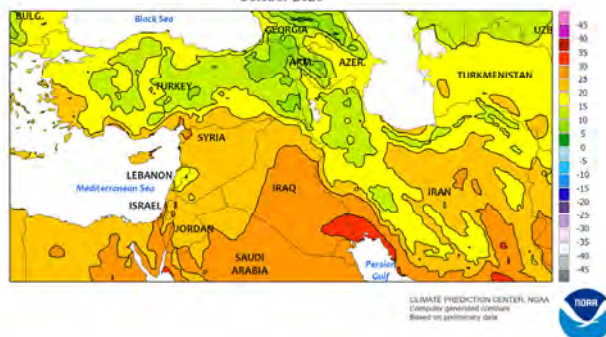 Black Sea
BULG.
GEORGIA
UZB
ARM.
AZER.
TURKEY
TURKMENISTAN
SYRIA
LEBANON
Mediterranean Sea
IRAQ
IRAN
ISRAEL
JORDAN
SAUDI
ARABIA
Persian
Gulf
45
40
35
30
25
20
15
10
5
0
-5
-10
-15
-20
-25
-30
-35
-40
-45
CLIMATE PREDICTION CENTER, NOAA
Computer generated contours
Based on preliminary data
NOAA